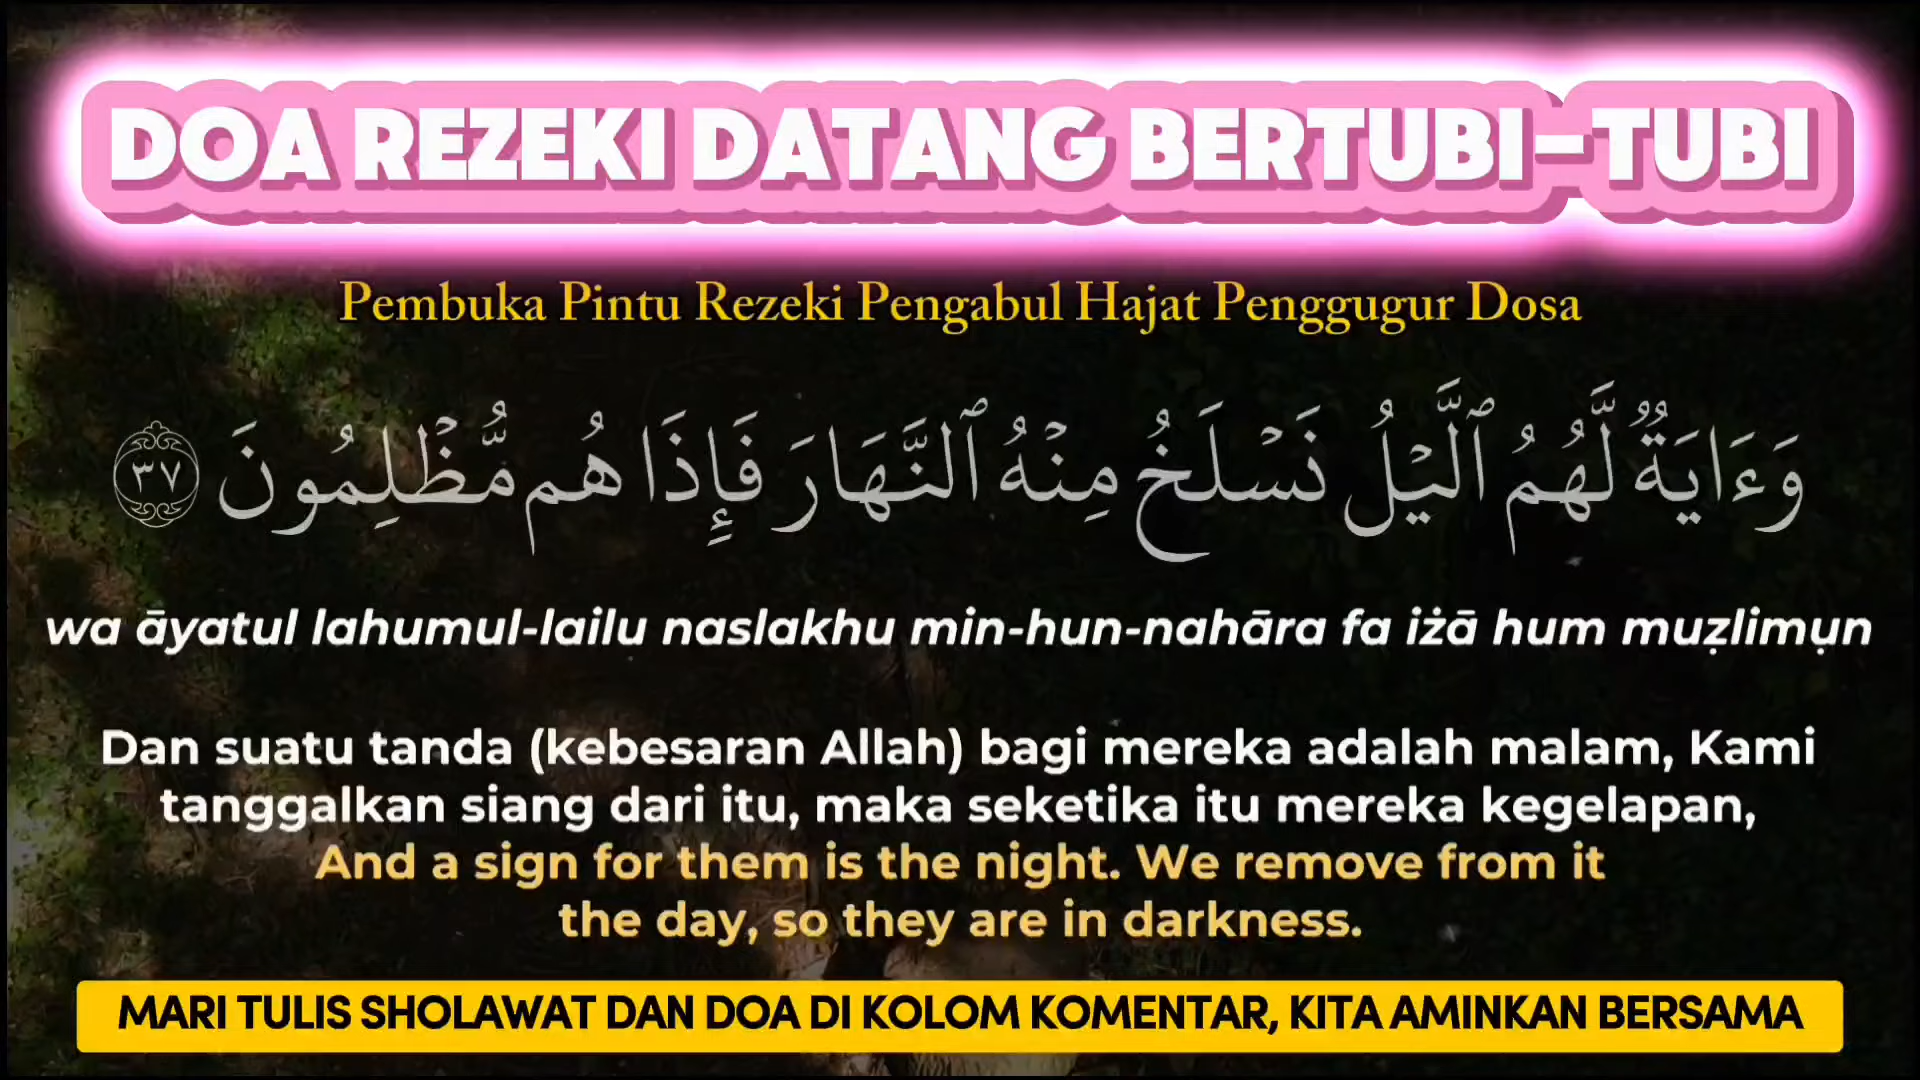 DOA REZEKI DATANG BERTUBI-TUBI
Pembuka Pintu Rezeki Pengabul Hajat Penggugur Dosa
وَءَايَةٌ لَّهُمُ ٱلَّيْلُ نَسْلَخُ مِنْهُ ٱلنَّهَارَ فَإِذَا هُم مُّظْلِمُونَ ٣٧
wa āyatul lahumul-lailu naslakhu min-hun-nahāra fa iżā hum muẓlimụn
Dan suatu tanda (kebesaran Allah) bagi mereka adalah malam, Kami
tanggalkan siang dari itu, maka seketika itu mereka kegelapan,
And a sign for them is the night. We remove from it
the day, so they are in darkness.
MARI TULIS SHOLAWAT DAN DOA DI KOLOM KOMENTAR, KITA AMINKAN BERSAMA